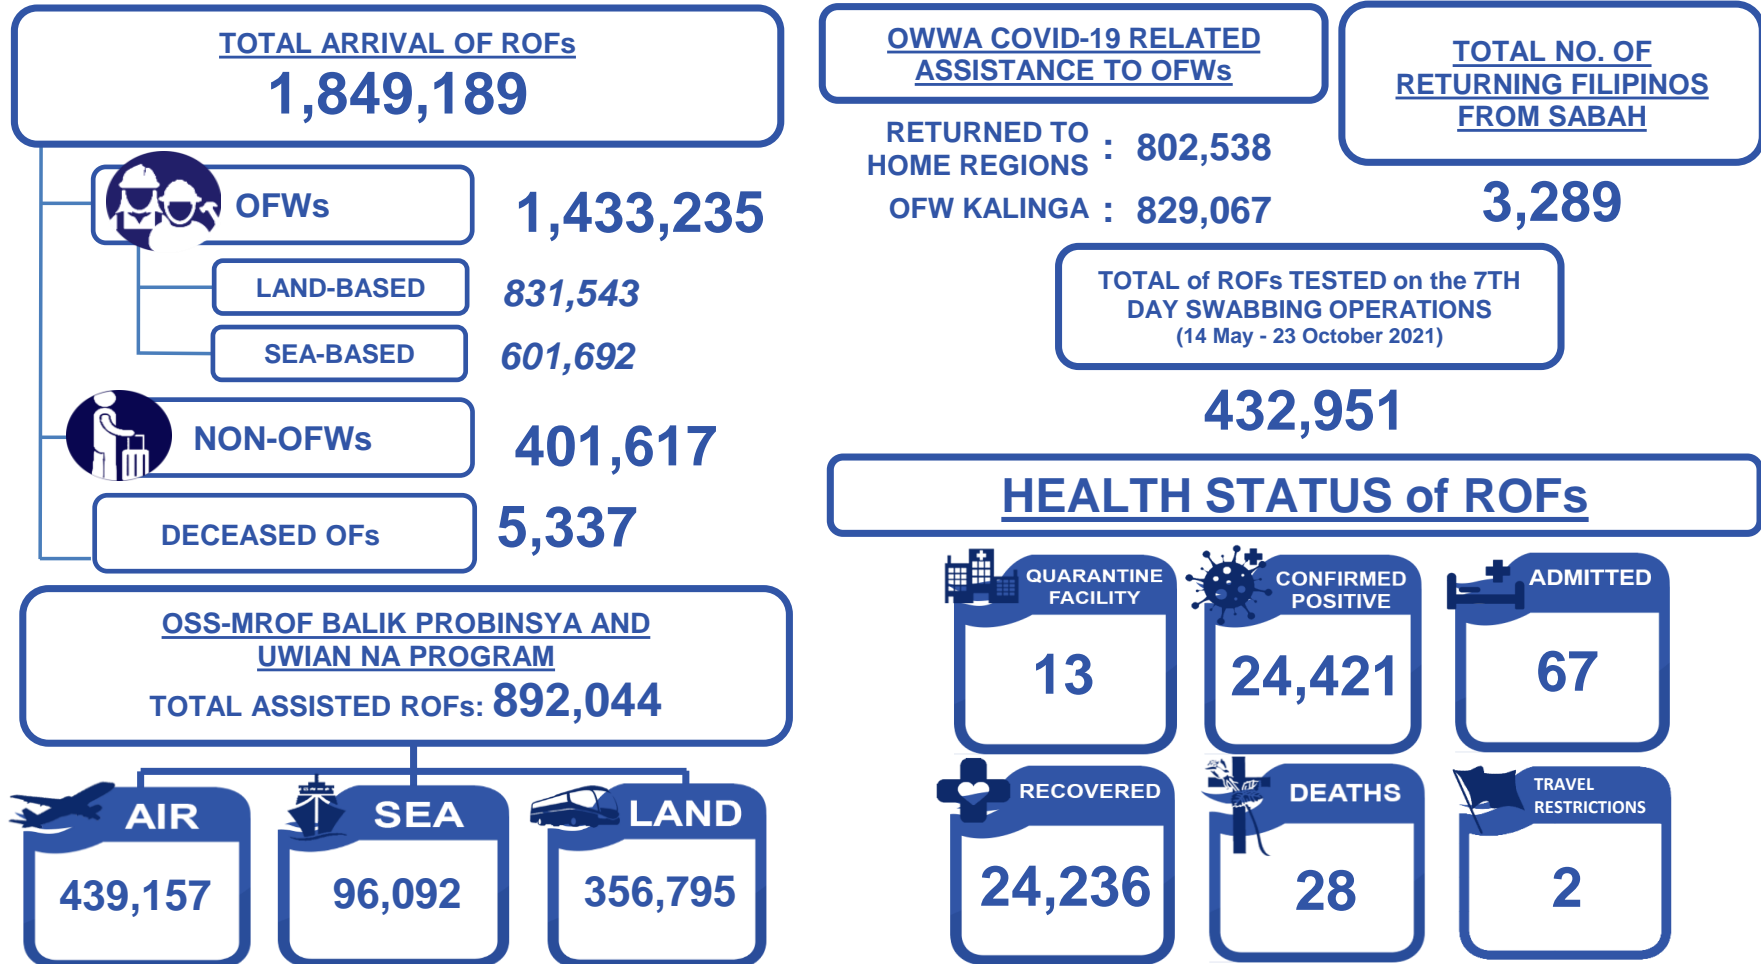 TOTAL ARRIVAL OF ROFs
1,849,189
OFWs
1,433,235
LAND-BASED
831,543
SEA-BASED
601,692
NON-OFWs
401,617
DECEASED OFs
5,337
OSS-MROF BALIK PROBINSYA AND
UWIAN NA PROGRAM
TOTAL ASSISTED ROFs: 892,044
AIR
439,157
SEA
96,092
LAND
356,795
OWWA COVID-19 RELATED
ASSISTANCE TO OFWs
RETURNED TO
HOME REGIONS : 802,538
OFW KALINGA : 829,067
TOTAL NO. OF
RETURNING FILIPINOS
FROM SABAH
3,289
TOTAL of ROFs TESTED on the 7TH
DAY SWABBING OPERATIONS
(14 May - 23 October 2021)
432,951
HEALTH STATUS of ROFs
QUARANTINE
FACILITY
13
CONFIRMED
POSITIVE
24,421
ADMITTED
67
RECOVERED
24,236
DEATHS
28
TRAVEL
RESTRICTIONS
2